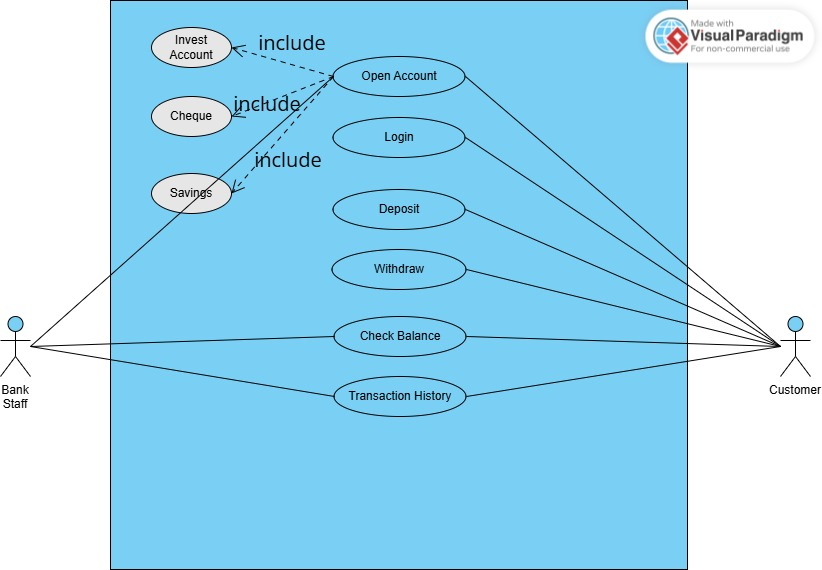 Made with
Visual Paradigm
For non-commercial use
Invest
Account
include
Open Account
Cheque
include
Login
include
Savings
Deposit
Withdraw
Check Balance
Bank
Staff
Customer
Transaction History